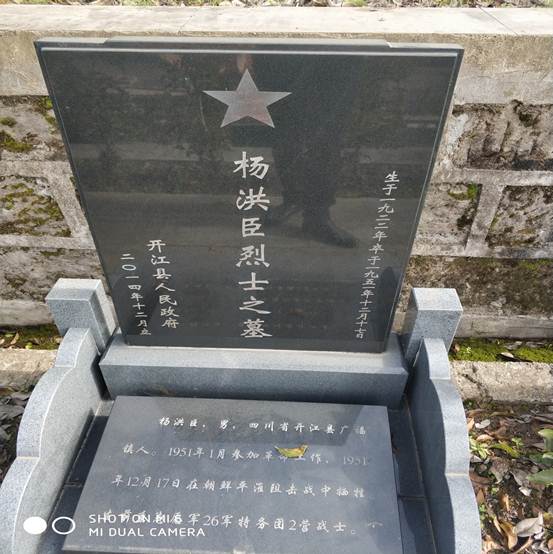 生于一九二二年卒于一九五一年十二月十七日
杨洪臣烈士之墓
开江县人民政府
二〇一四年十二月立
杨洪臣，男，四川省开江县广福
镇人。1951年1月参加革命工作，1951
年12月17日在朝鲜平淮阻击战中牺牲
军26军特务团2营战士。
SHOT ON MI 6
MI DUAL CAMERA